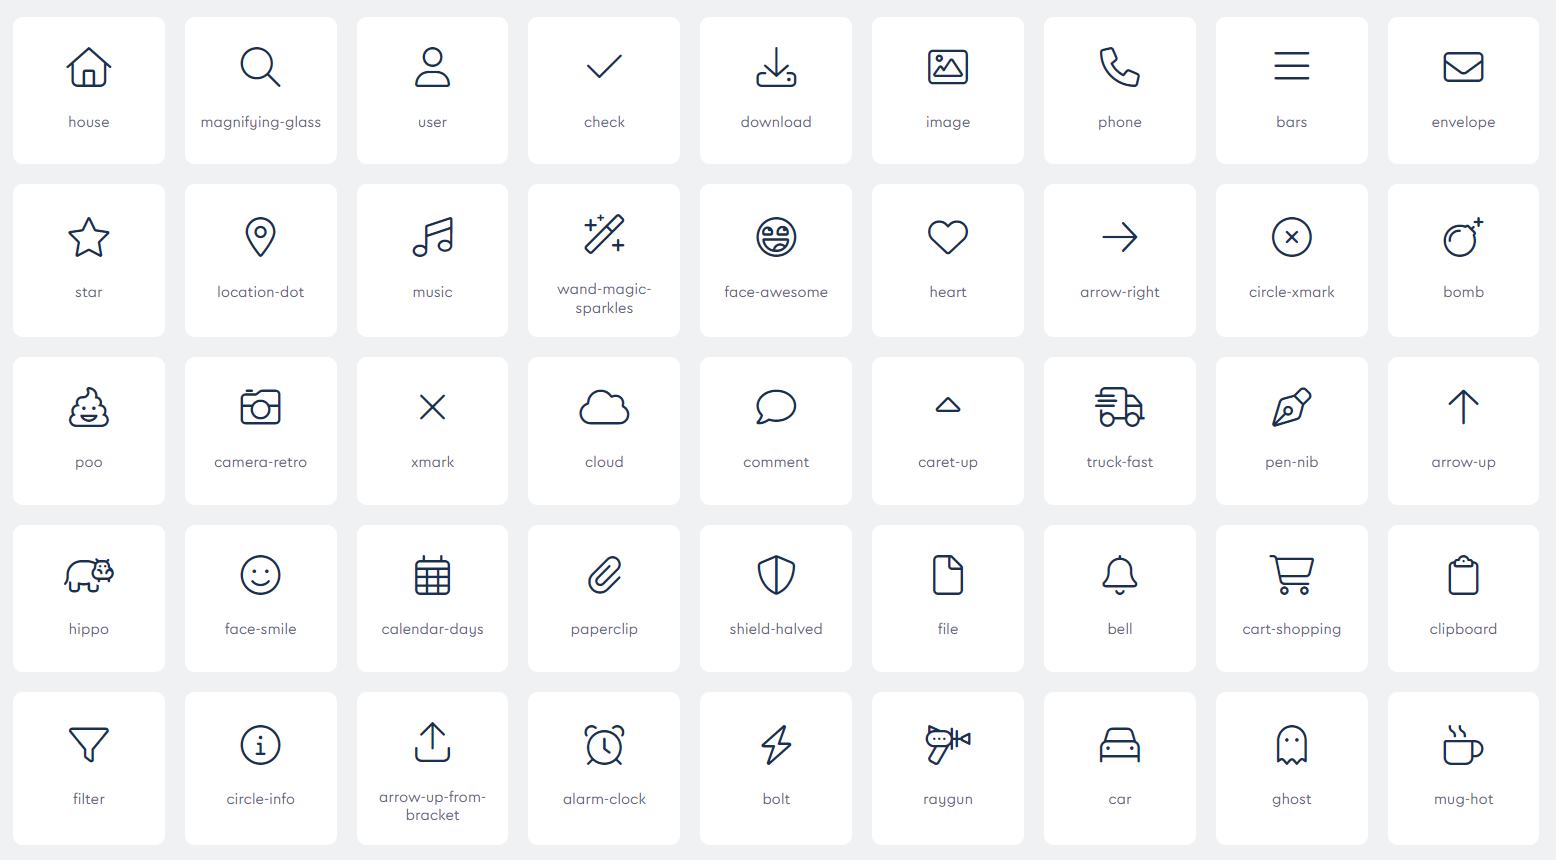 house
magnifying-glass
user
check
download
image
phone
bars
envelope
star
location-dot
music
wand-magic-
sparkles
face-awesome
heart
arrow-right
circle-xmark
bomb
poo
camera-retro
xmark
cloud
comment
caret-up
truck-fast
pen-nib
arrow-up
hippo
face-smile
calendar-days
paperclip
shield-halved
file
bell
cart-shopping
clipboard
filter
circle-info
arrow-up-from-
bracket
alarm-clock
bolt
raygun
car
ghost
mug-hot